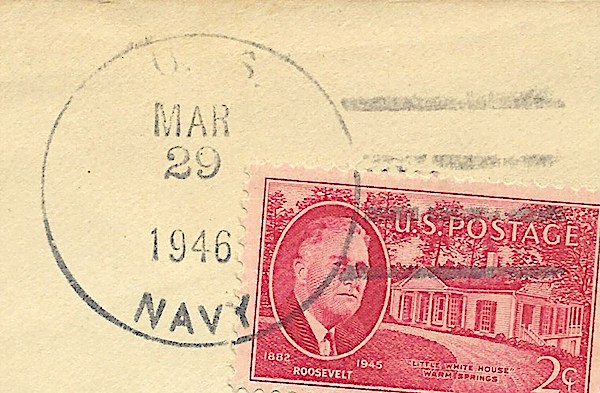 U. S.
MAR
29
1946
NAVY
U.S. POSTAGE
1882 1945
ROOSEVELT
"LITTLE WHITE HOUSE"
WARM SPRINGS
2¢